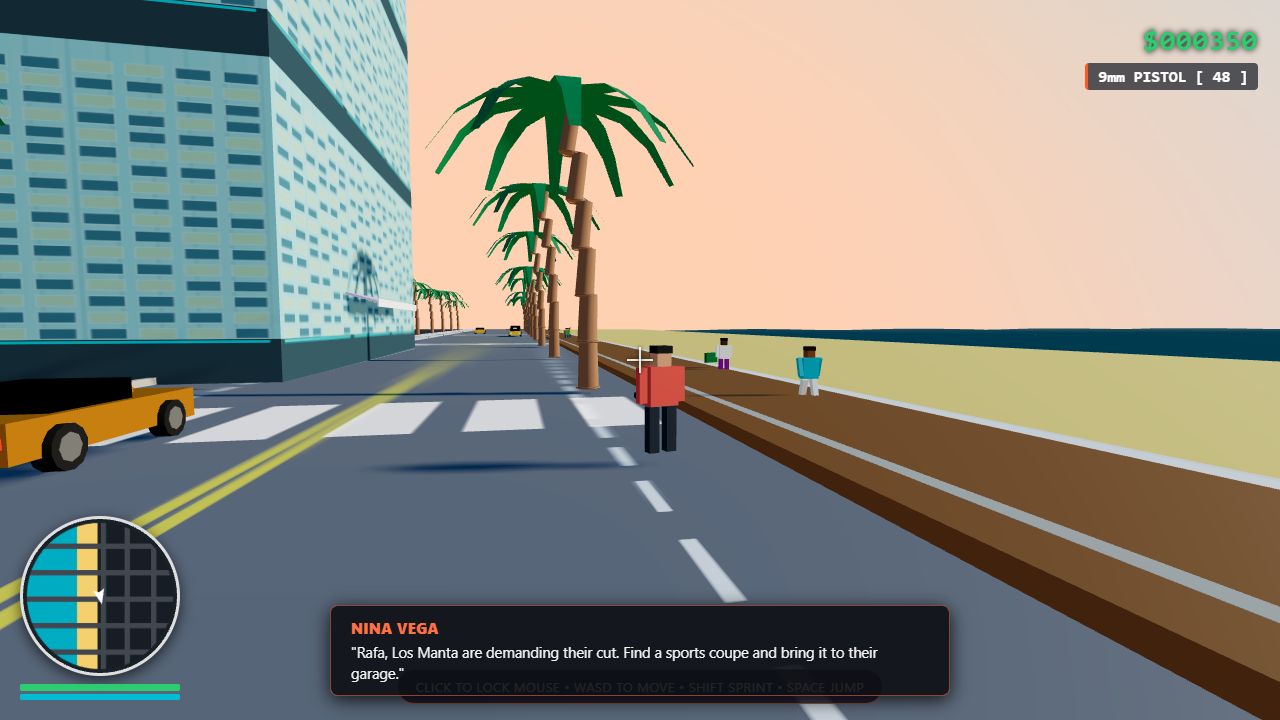 $000350
9mm PISTOL [ 48 ]
NINA VEGA
"Rafa, Los Manta are demanding their cut. Find a sports coupe and bring it to their
garage."
CLICK TO LOCK MOUSE • WASD TO MOVE • SHIFT SPRINT • SPACE JUMP